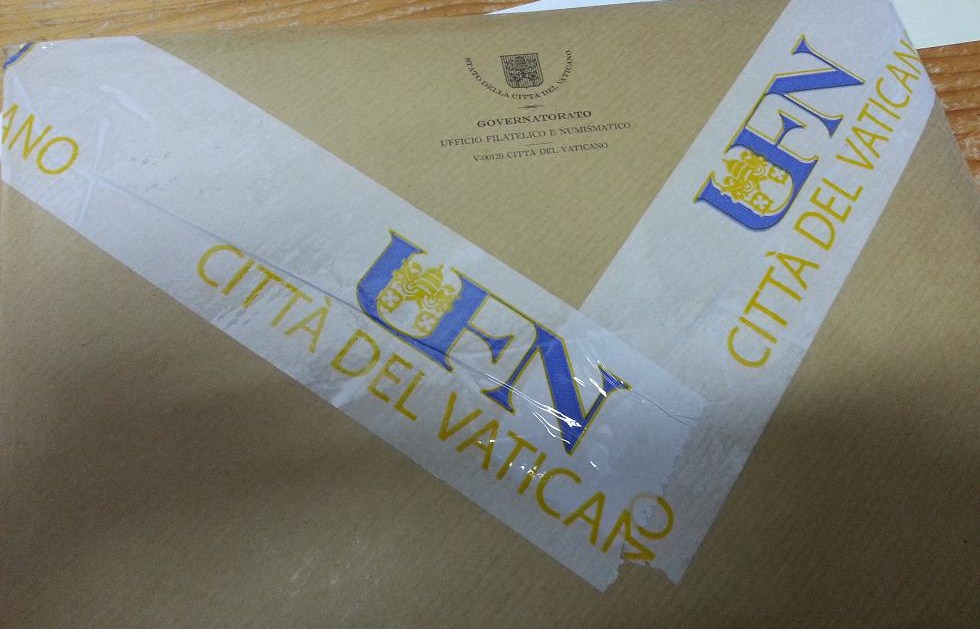 STATO DELLA CITTÀ DEL VATICANO
GOVERNATORATO
UFFICIO FILATELICO E NUMISMATICO
V-00120 CITTÀ DEL VATICANO
UFN
CITTÀ DEL VATICAN
ANO
UFN
CITTÀ DEL VATICANO